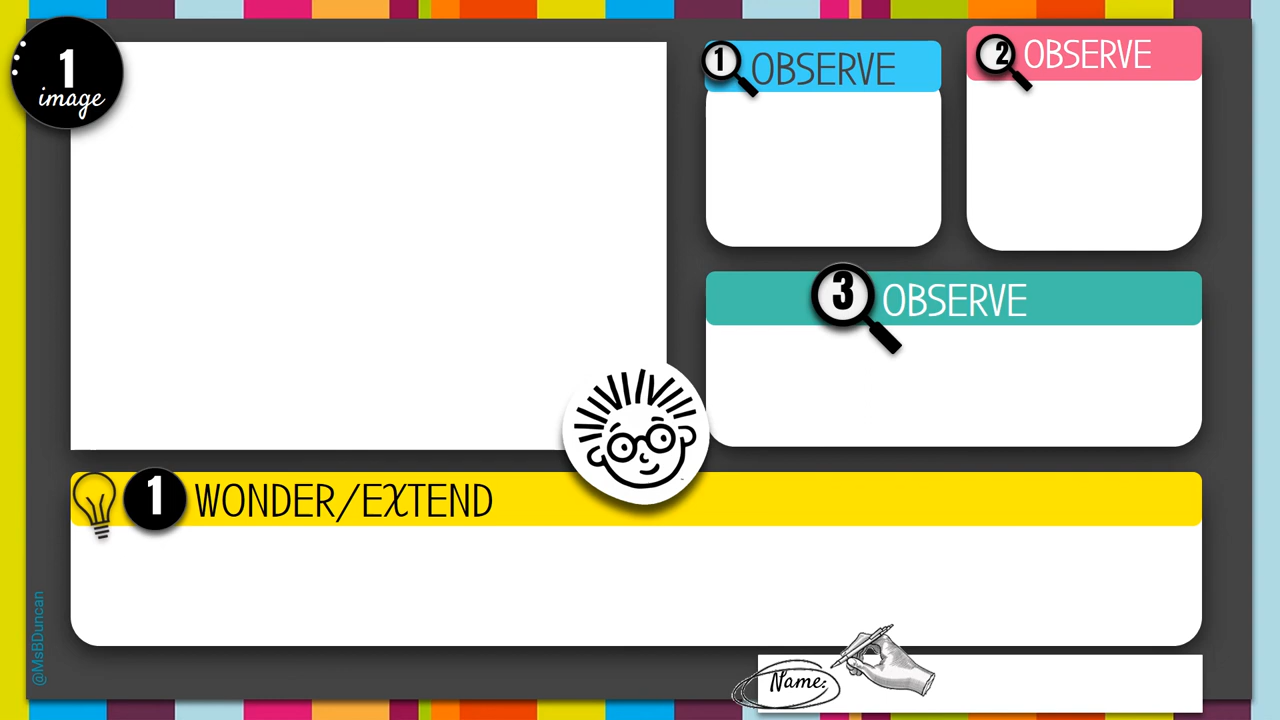 1
image
1 OBSERVE
2 OBSERVE
3 OBSERVE
1 WONDER/EXTEND
@MsBDuncan
Name: